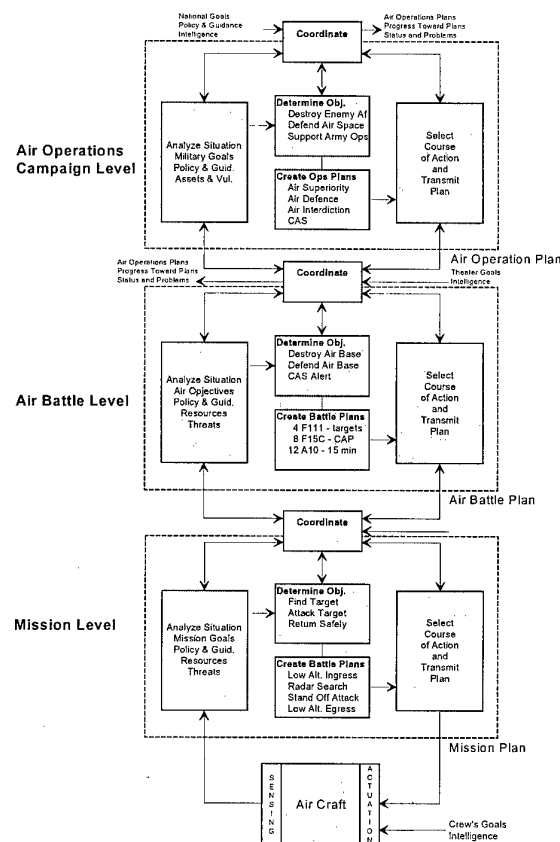 National Goals
Policy & Guidance
Intelligence
Coordinate
Air Operations Plans
Progress Toward Plans
Status and Problems
Air Operations
Campaign Level
Analyze Situation
Military Goals
Policy & Guid.
Assets & Vul.
Determine Obj.
Destroy Enemy Af
Defend Air Space
Support Army Ops
Create Ops Plans
Air Superiority
Air Defence
Air Interdiction
CAS
Select
Course
of Action
and
Transmit
Plan
Air Operation Plan
Air Operations Plans
Progress Toward Plans
Status and Problems
Coordinate
Theater Goals
Intelligence
Air Battle Level
Analyze Situation
Air Objectives
Policy & Guid.
Resources
Threats
Determine Obj.
Destroy Air Base
Defend Air Base
CAS Alert
Create Battle Plans
4 F111 - targets
8 F15C - CAP
12 A10 - 15 min
Select
Course
of Action
and
Transmit
Plan
Air Battle Plan
Coordinate
Mission Level
Analyze Situation
Mission Goals
Policy & Guid.
Resources
Threats
Determine Obj.
Find Target
Attack Target
Return Safely
Create Battle Plans
Low Alt. Ingress
Radar Search
Stand Off Attack
Low Alt. Egress
Select
Course
of Action
and
Transmit
Plan
Mission Plan
SENSING
Air Craft
ACTUATION
Crew's Goals
Intelligence